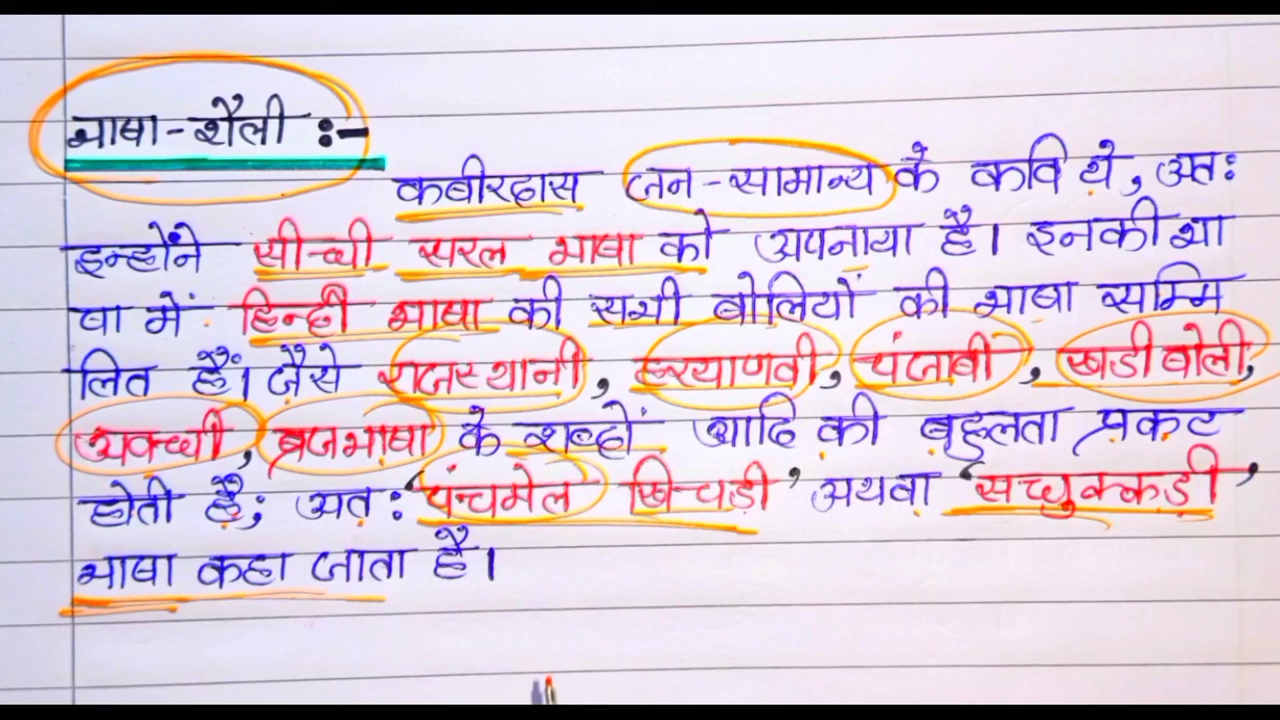 भाषा-शैली :-
कबीरदास जन-सामान्य के कवि थे, अतः
इन्होंने सीधी सरल भाषा को अपनाया है। इनकी भा
षा में हिन्दी भाषा की सभी बोलियों की भाषा सम्मि
लित हैं। जैसे राजस्थानी, हरयाणवी, पंजाबी, खडी बोली,
अवधी, ब्रजभाषा के शब्दों आदि की बहुलता प्रकट
होती है; अत: 'पंचमेल खिचड़ी' अथवा 'सधुक्कड़ी'
भाषा कहा जाता है।